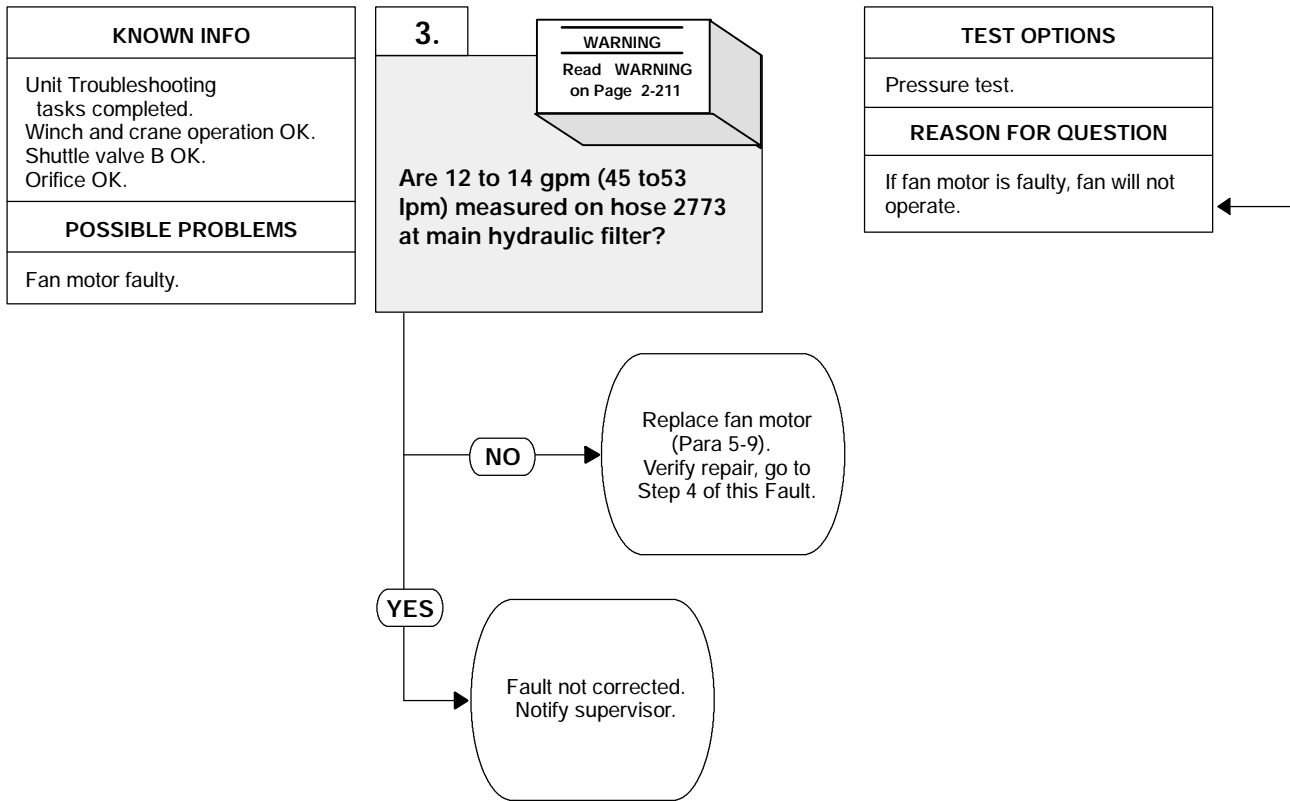 KNOWN INFO
Unit Troubleshooting
tasks completed.
Winch and crane operation OK.
Shuttle valve B OK.
Orifice OK.
POSSIBLE PROBLEMS
Fan motor faulty.
3.
WARNING
Read WARNING
on Page 2-211
Are 12 to 14 gpm (45 to53
lpm) measured on hose 2773
at main hydraulic filter?
TEST OPTIONS
Pressure test.
REASON FOR QUESTION
If fan motor is faulty, fan will not
operate.
NO
Replace fan motor
(Para 5-9).
Verify repair, go to
Step 4 of this Fault.
YES
Fault not corrected.
Notify supervisor.